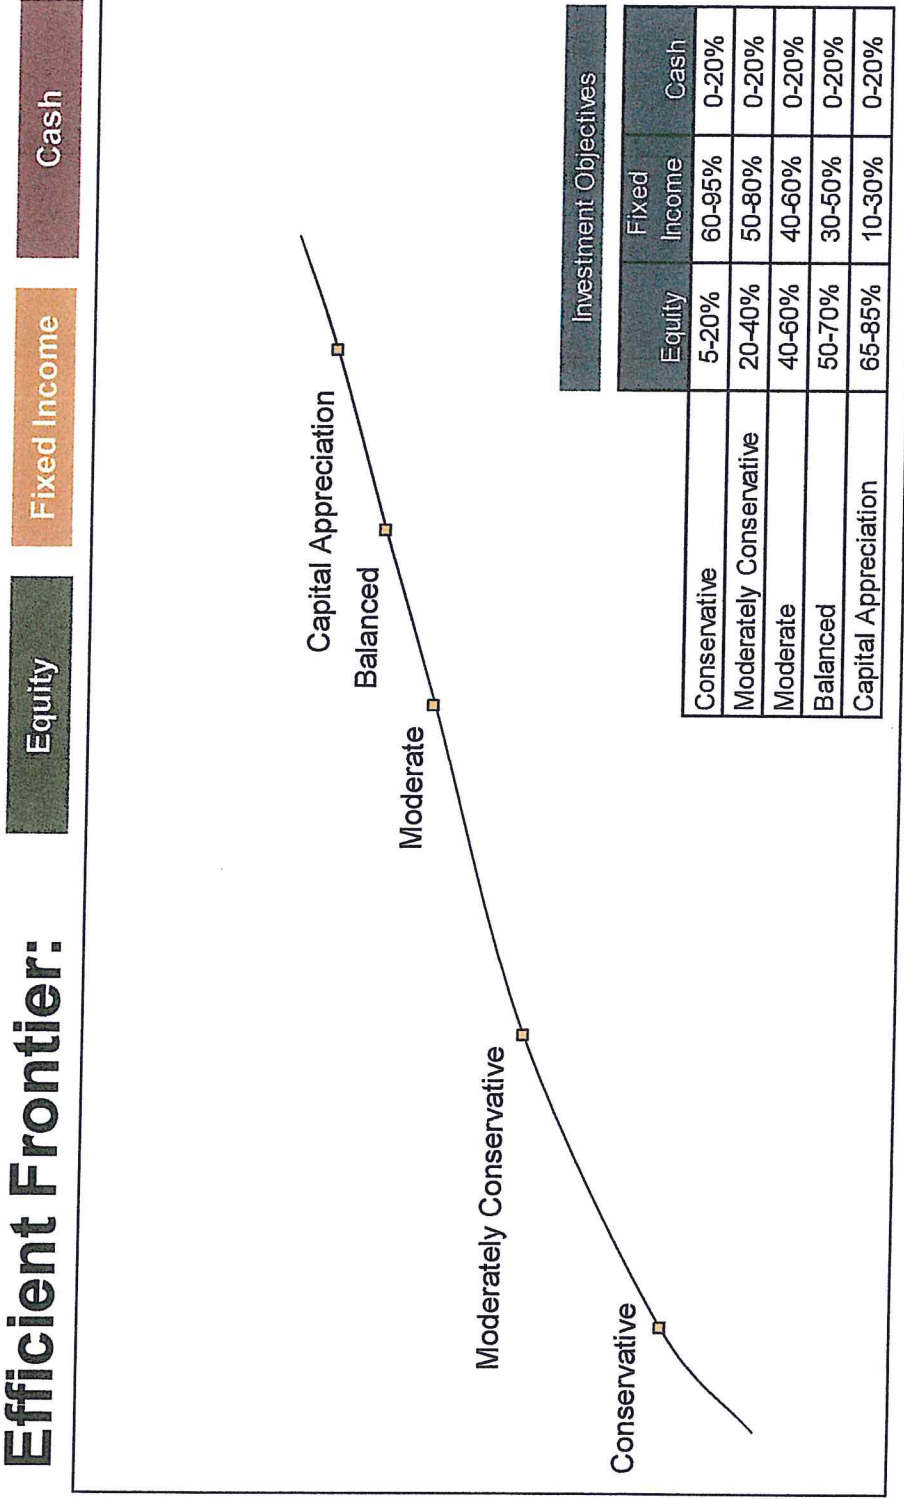 Efficient Frontier:
Equity
Fixed Income
Cash
Capital Appreciation
Balanced
Moderate
Moderately Conservative
Conservative
Investment Objectives
Equity Fixed Income Cash
Conservative 5-20% 60-95% 0-20%
Moderately Conservative 20-40% 50-80% 0-20%
Moderate 40-60% 40-60% 0-20%
Balanced 50-70% 30-50% 0-20%
Capital Appreciation 65-85% 10-30% 0-20%